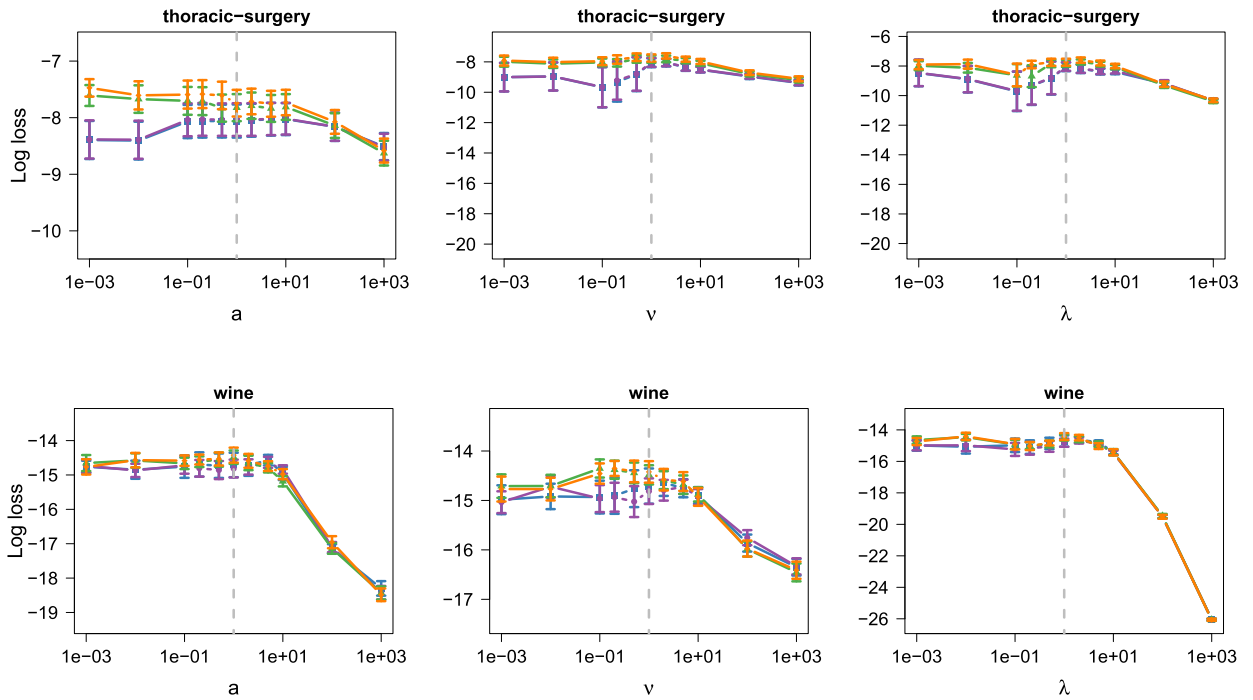 thoracic−surgery
Log loss
−7
−8
−9
−10
1e−03 1e−01 1e+01 1e+03
a
thoracic−surgery
−8
−10
−12
−14
−16
−18
−20
1e−03 1e−01 1e+01 1e+03
ν
thoracic−surgery
−6
−8
−10
−12
−14
−16
−18
−20
1e−03 1e−01 1e+01 1e+03
λ
wine
Log loss
−14
−15
−16
−17
−18
−19
1e−03 1e−01 1e+01 1e+03
a
wine
−14
−15
−16
−17
1e−03 1e−01 1e+01 1e+03
ν
wine
−14
−16
−18
−20
−22
−24
−26
1e−03 1e−01 1e+01 1e+03
λ